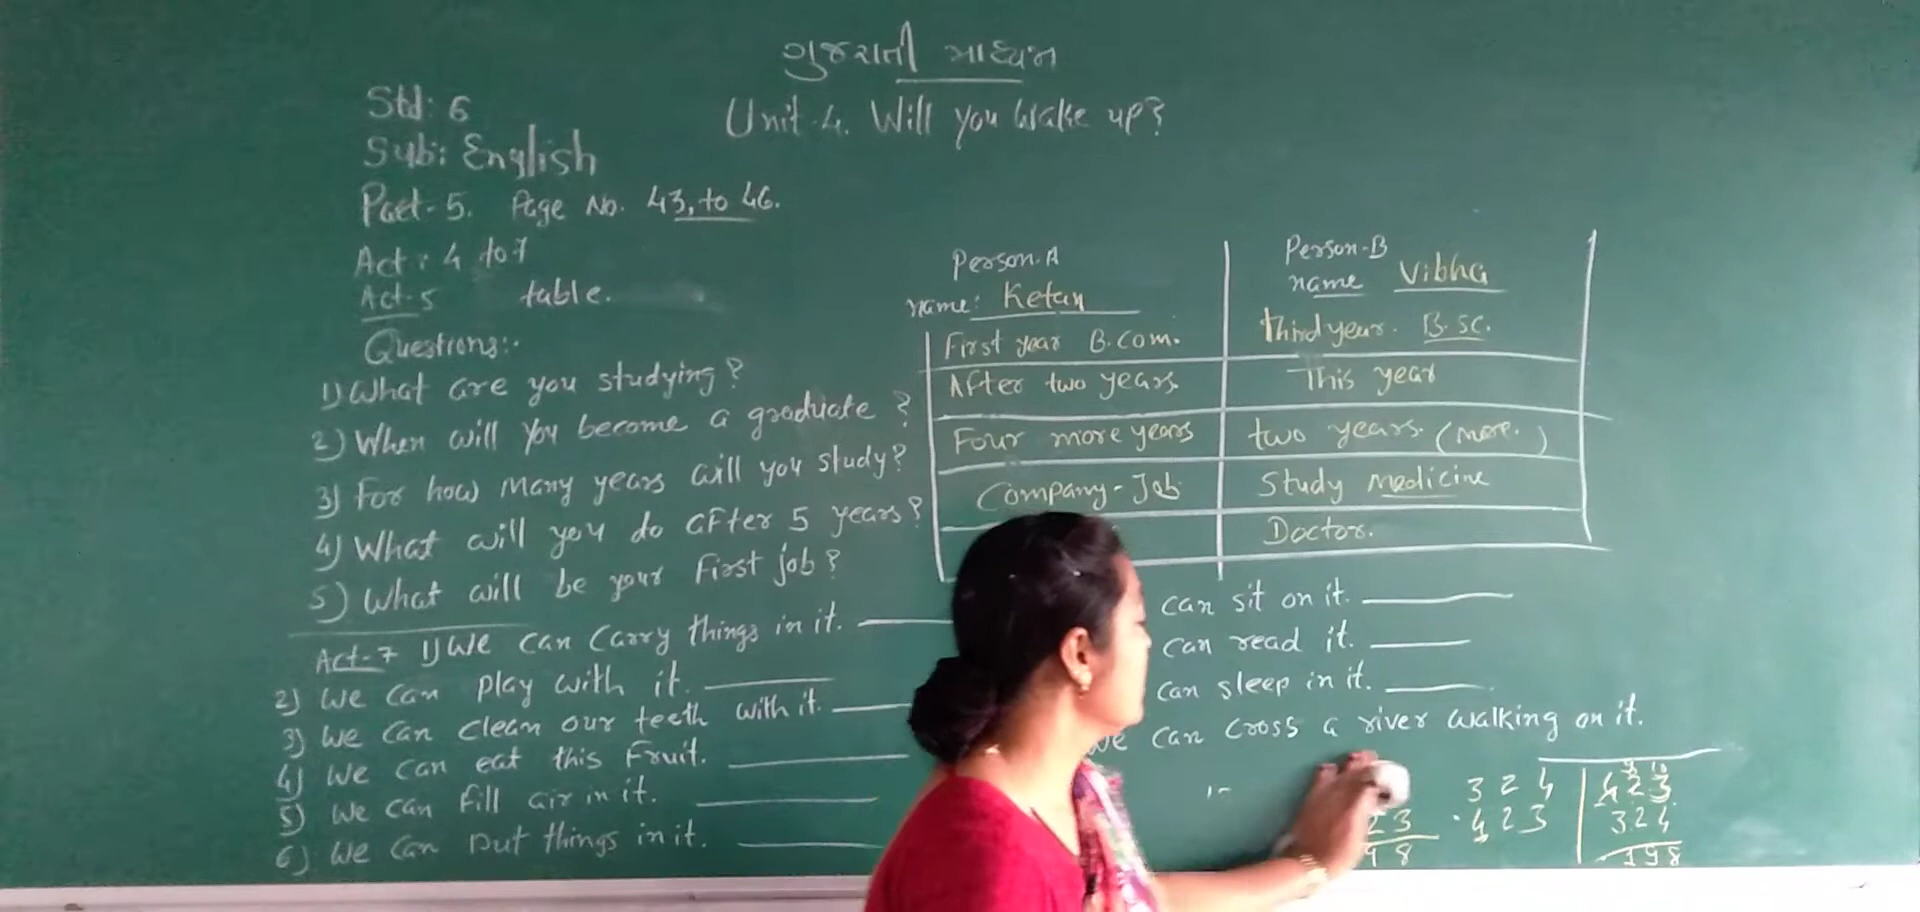 ગુજરાતી માધ્યમ
Std: 6
Unit-4. Will you wake up?
Sub: English
Part-5. Page No. 43, to 46.
Act: 4 to 7
Act-5 table.
Questions:-
1) What are you studying?
2) When will you become a graduate?
3) For how many years will you study?
4) What will you do after 5 years?
5) What will be your first job?
Person-A
name: Ketan
Person-B
name Vibha
First year B.com.
Third year. B.sc.
After two years.
This year
Four more years
two years. (more.)
Company-Job
Study medicine
Doctor.
Act-7 1) We can carry things in it.
2) We can play with it.
3) We can clean our teeth with it.
4) We can eat this fruit.
5) We can fill air in it.
6) We can put things in it.
can sit on it.
can read it.
can sleep in it.
we can cross a river walking on it.
324
423
423
324
23
98
198